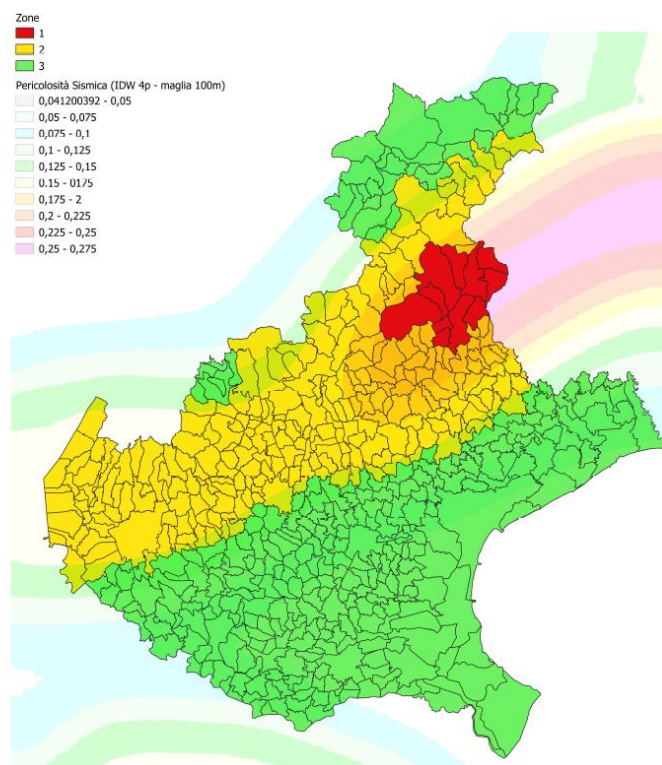 Zone
1
2
3
Pericolosità Sismica (IDW 4p - maglia 100m)
0,041200392 - 0,05
0,05 - 0,075
0,075 - 0,1
0,1 - 0,125
0,125 - 0,15
0.15 - 0175
0,175 - 2
0,2 - 0,225
0,225 - 0,25
0,25 - 0,275